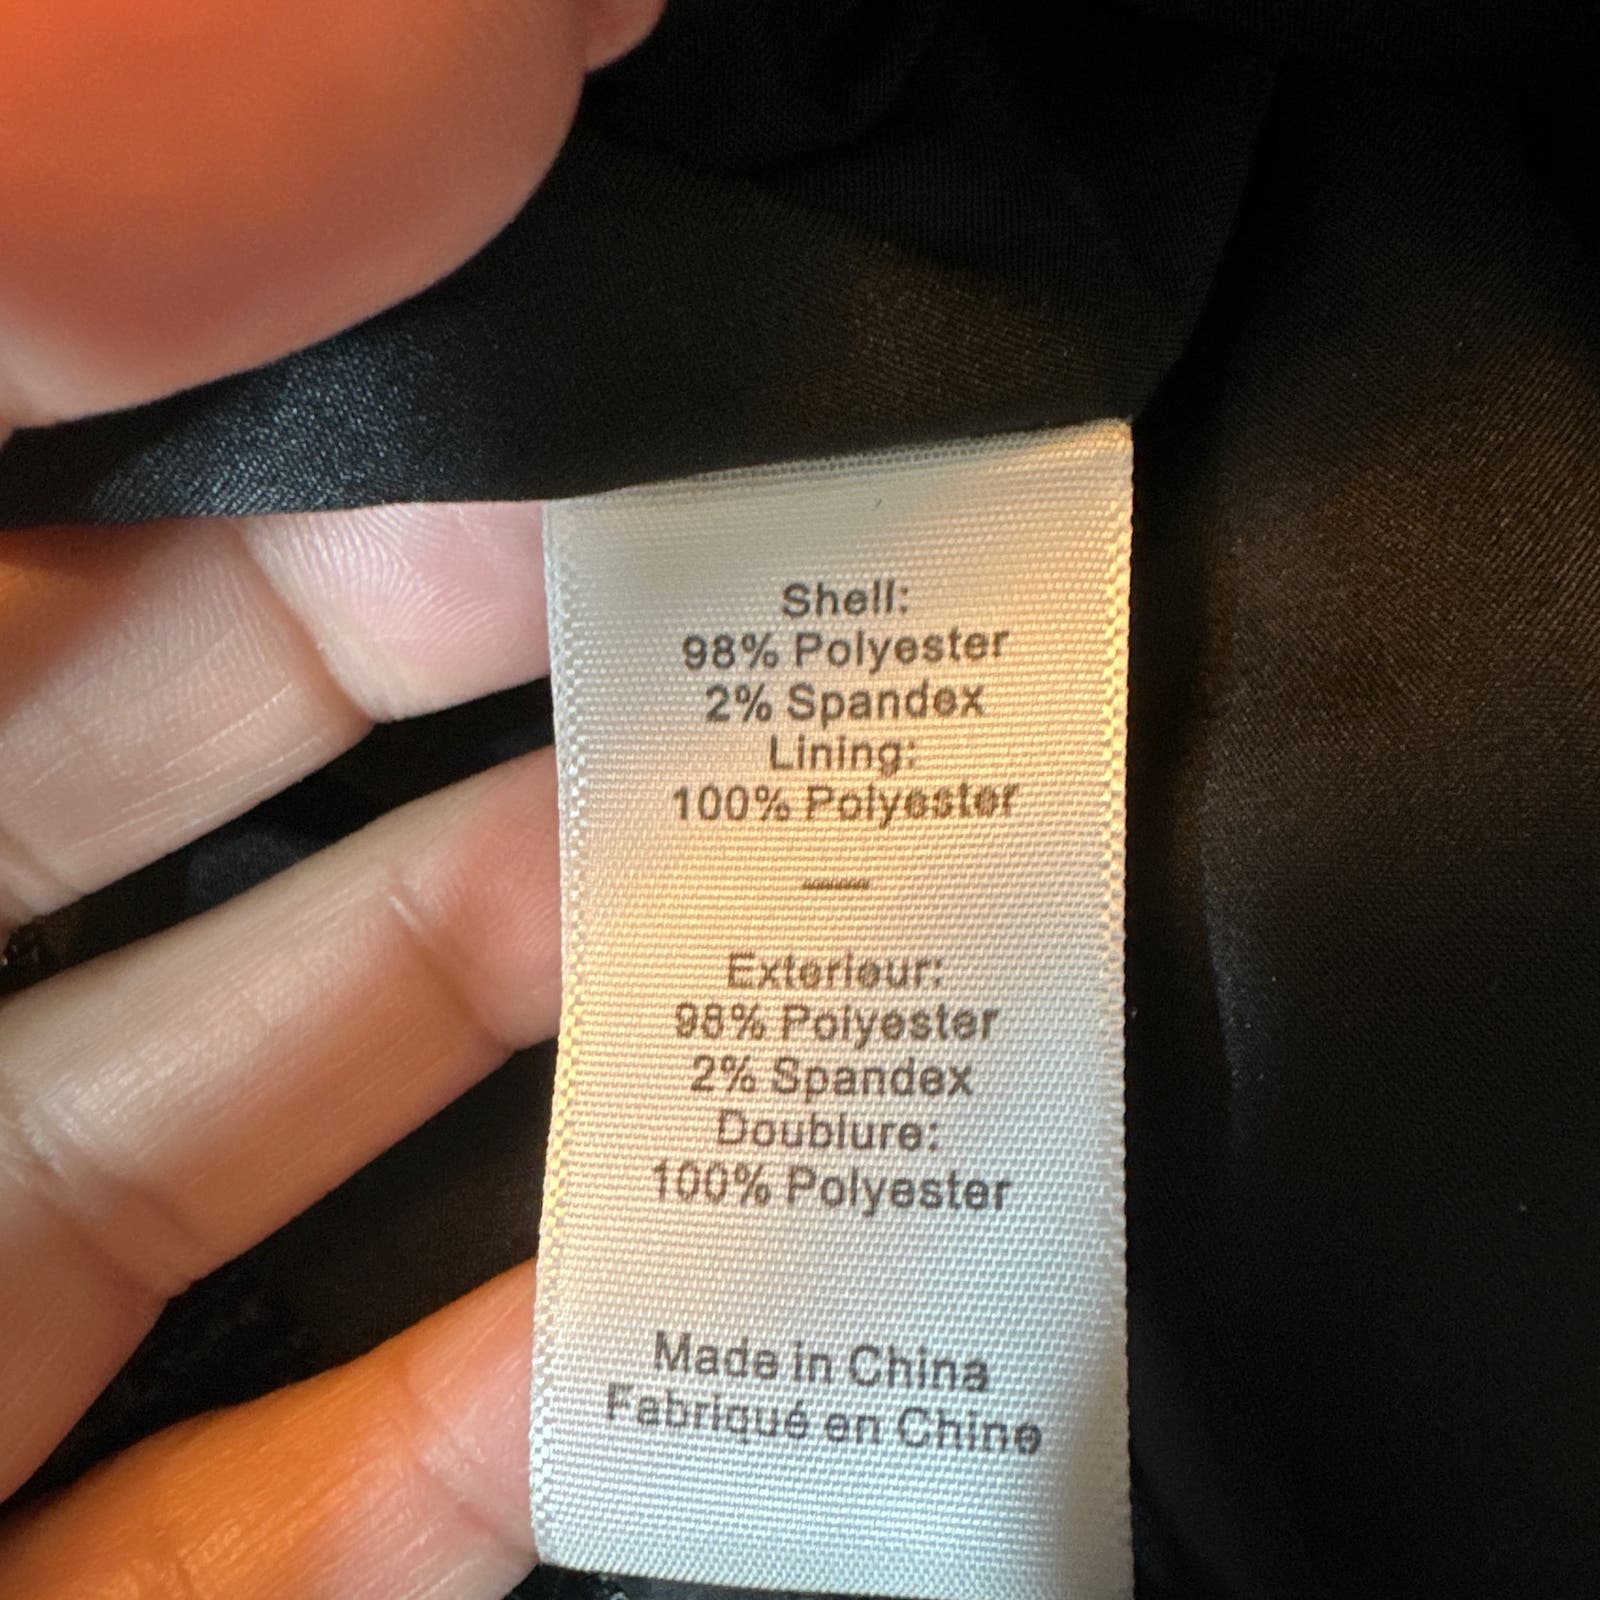 Shell:
98% Polyester
2% Spandex
Lining:
100% Polyester
—
Exterieur:
98% Polyester
2% Spandex
Doublure:
100% Polyester
Made in China
Fabriqué en Chine